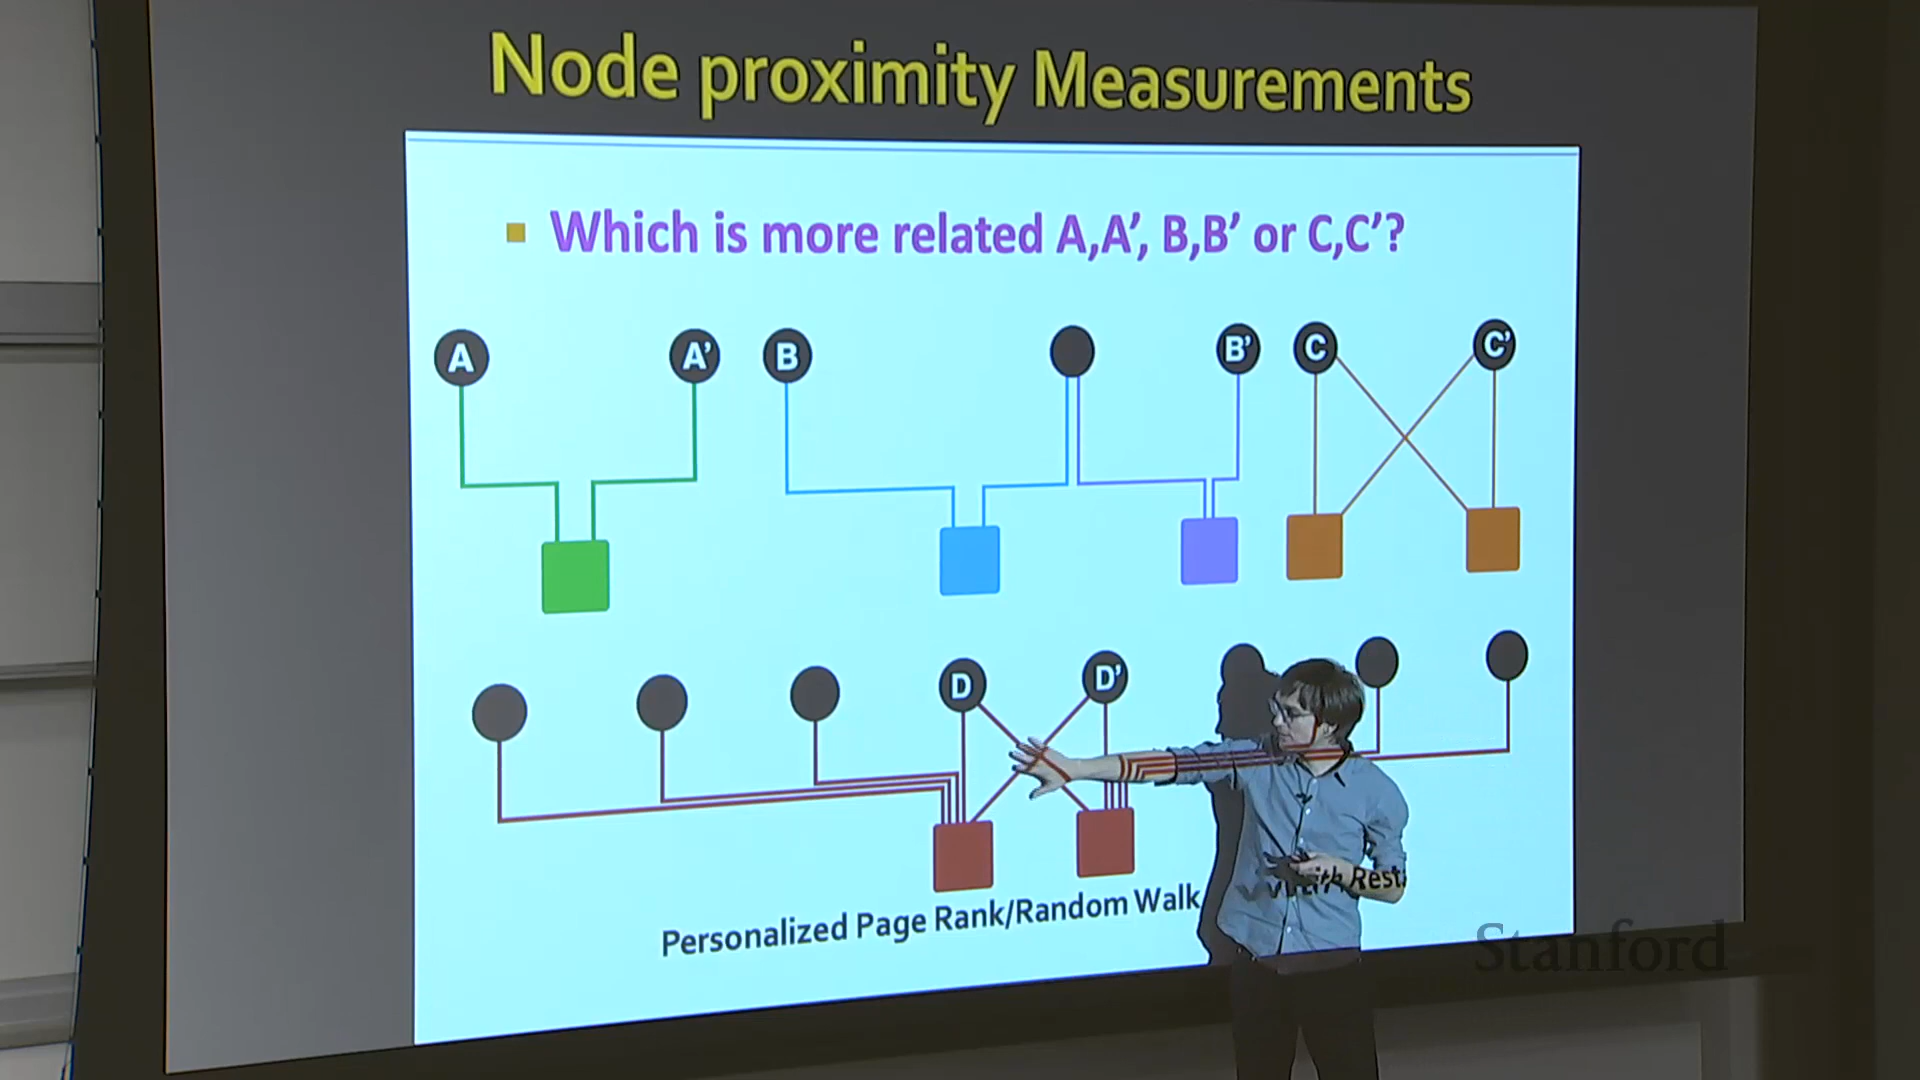 Node proximity Measurements
Which is more related A,A’, B,B’ or C,C’?
A A’ B B’ C C’
D D’
Personalized Page Rank/Random Walk
Stanford